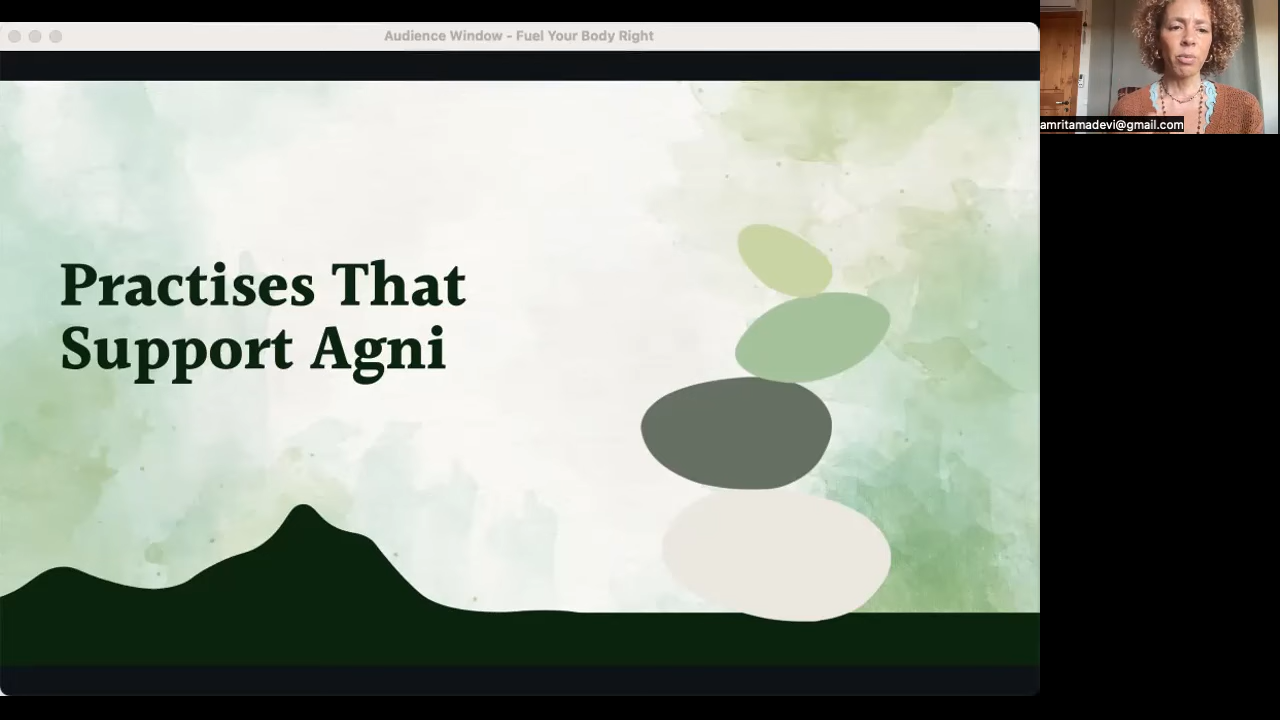 Audience Window - Fuel Your Body Right
amritamadevi@gmail.com
Practises That
Support Agni